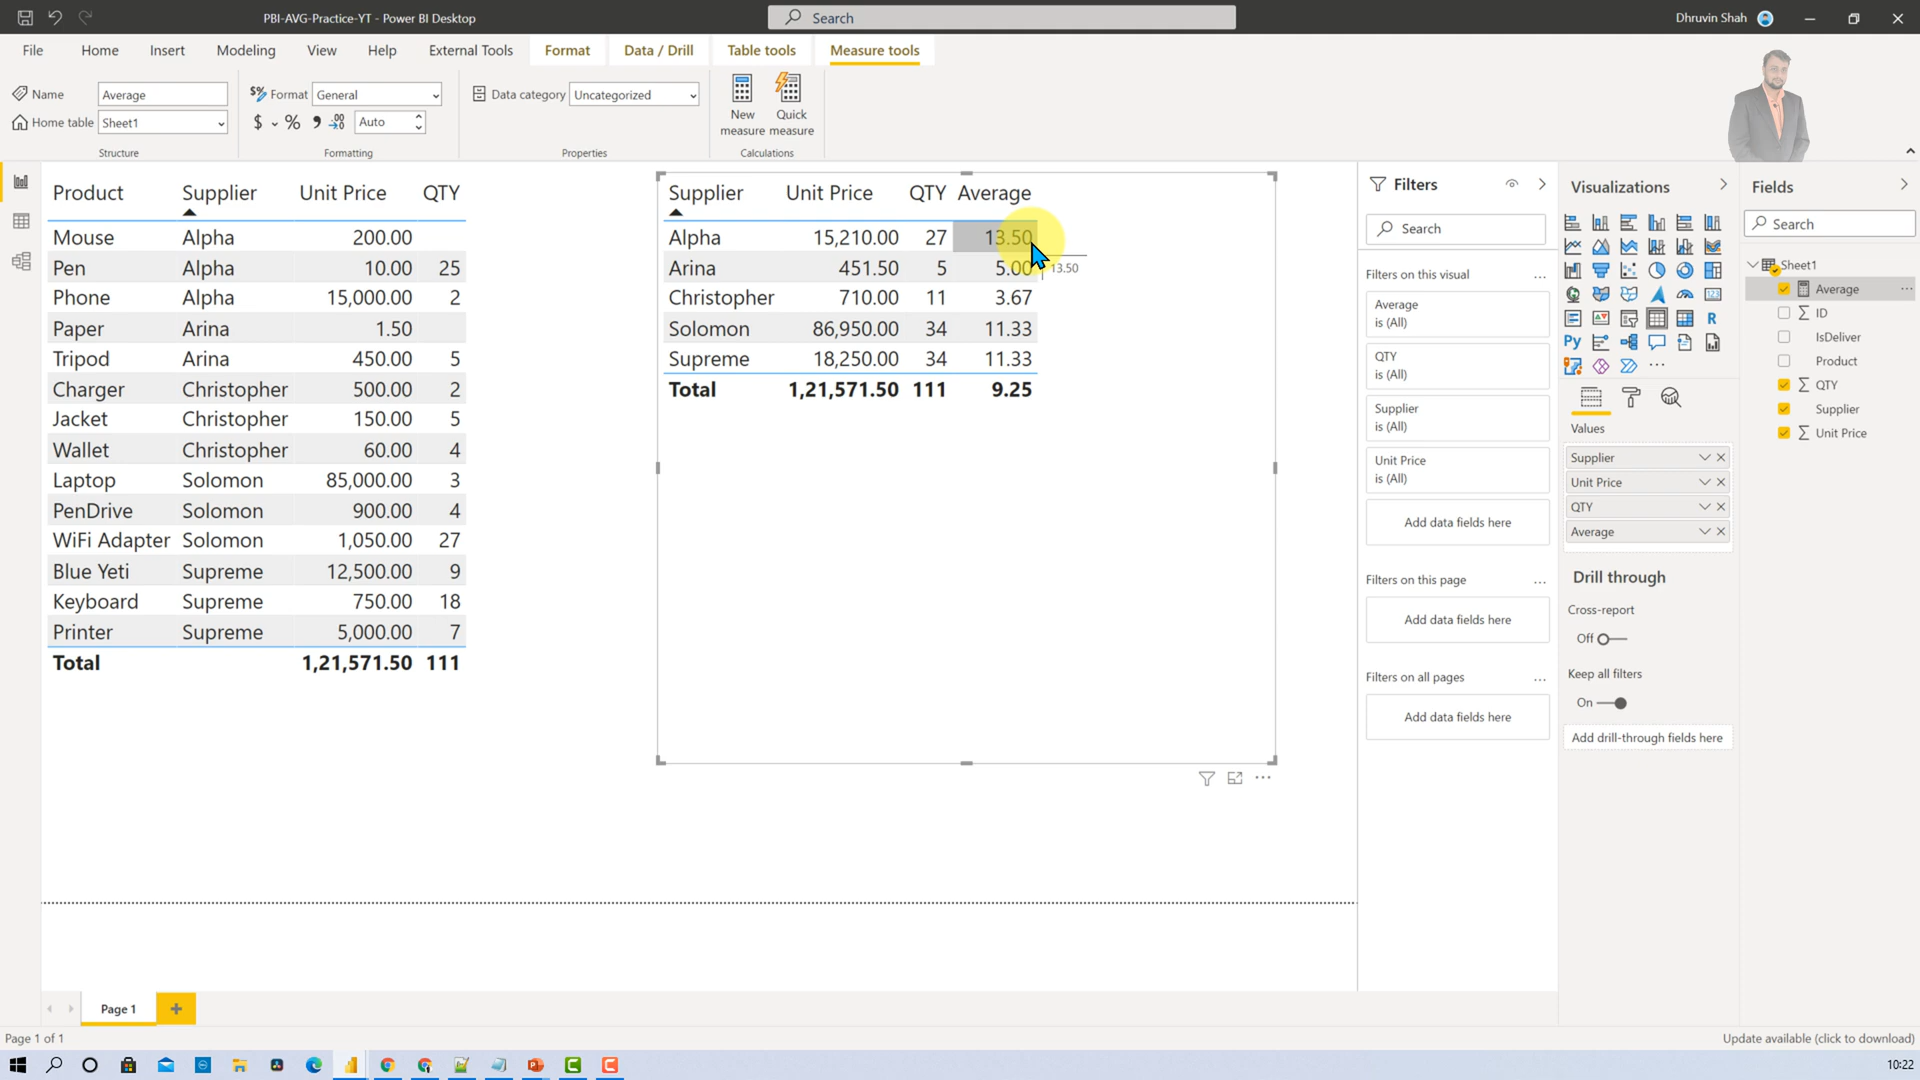 PBI-AVG-Practice-YT - Power BI Desktop
Search
Dhruvin Shah
File Home Insert Modeling View Help External Tools Format Data / Drill Table tools Measure tools
Name Average
Home table Sheet1
Structure
Format General
$ % Auto
Formatting
Data category Uncategorized
Properties
New measure
Quick measure
Calculations
Product Supplier Unit Price QTY
Mouse Alpha 200.00
Pen Alpha 10.00 25
Phone Alpha 15,000.00 2
Paper Arina 1.50
Tripod Arina 450.00 5
Charger Christopher 500.00 2
Jacket Christopher 150.00 5
Wallet Christopher 60.00 4
Laptop Solomon 85,000.00 3
PenDrive Solomon 900.00 4
WiFi Adapter Solomon 1,050.00 27
Blue Yeti Supreme 12,500.00 9
Keyboard Supreme 750.00 18
Printer Supreme 5,000.00 7
Total 1,21,571.50 111
Supplier Unit Price QTY Average
Alpha 15,210.00 27 13.50
Arina 451.50 5 5.00
13.50
Christopher 710.00 11 3.67
Solomon 86,950.00 34 11.33
Supreme 18,250.00 34 11.33
Total 1,21,571.50 111 9.25
Filters
Search
Filters on this visual ...
Average
is (All)
QTY
is (All)
Supplier
is (All)
Unit Price
is (All)
Add data fields here
Filters on this page ...
Add data fields here
Filters on all pages ...
Add data fields here
Visualizations
R
Py
...
Values
Supplier
Unit Price
QTY
Average
Drill through
Cross-report
Off
Keep all filters
On
Add drill-through fields here
Fields
Search
Sheet1
Average ...
ID
IsDeliver
Product
QTY
Supplier
Unit Price
Page 1
Page 1 of 1
Update available (click to download)
10:22